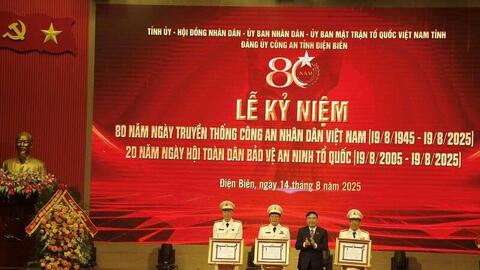 TỈNH ỦY - HỘI ĐỒNG NHÂN DÂN - ỦY BAN NHÂN DÂN - ỦY BAN MẶT TRẬN TỔ QUỐC VIỆT NAM TỈNH
ĐẢNG ỦY CÔNG AN TỈNH ĐIỆN BIÊN
80
NĂM
LỄ KỶ NIỆM
80 NĂM NGÀY TRUYỀN THỐNG CÔNG AN NHÂN DÂN VIỆT NAM (19/8/1945 - 19/8/2025)
20 NĂM NGÀY HỘI TOÀN DÂN BẢO VỆ AN NINH TỔ QUỐC (19/8/2005 - 19/8/2025)
Điện Biên, ngày 14 tháng 8 năm 2025